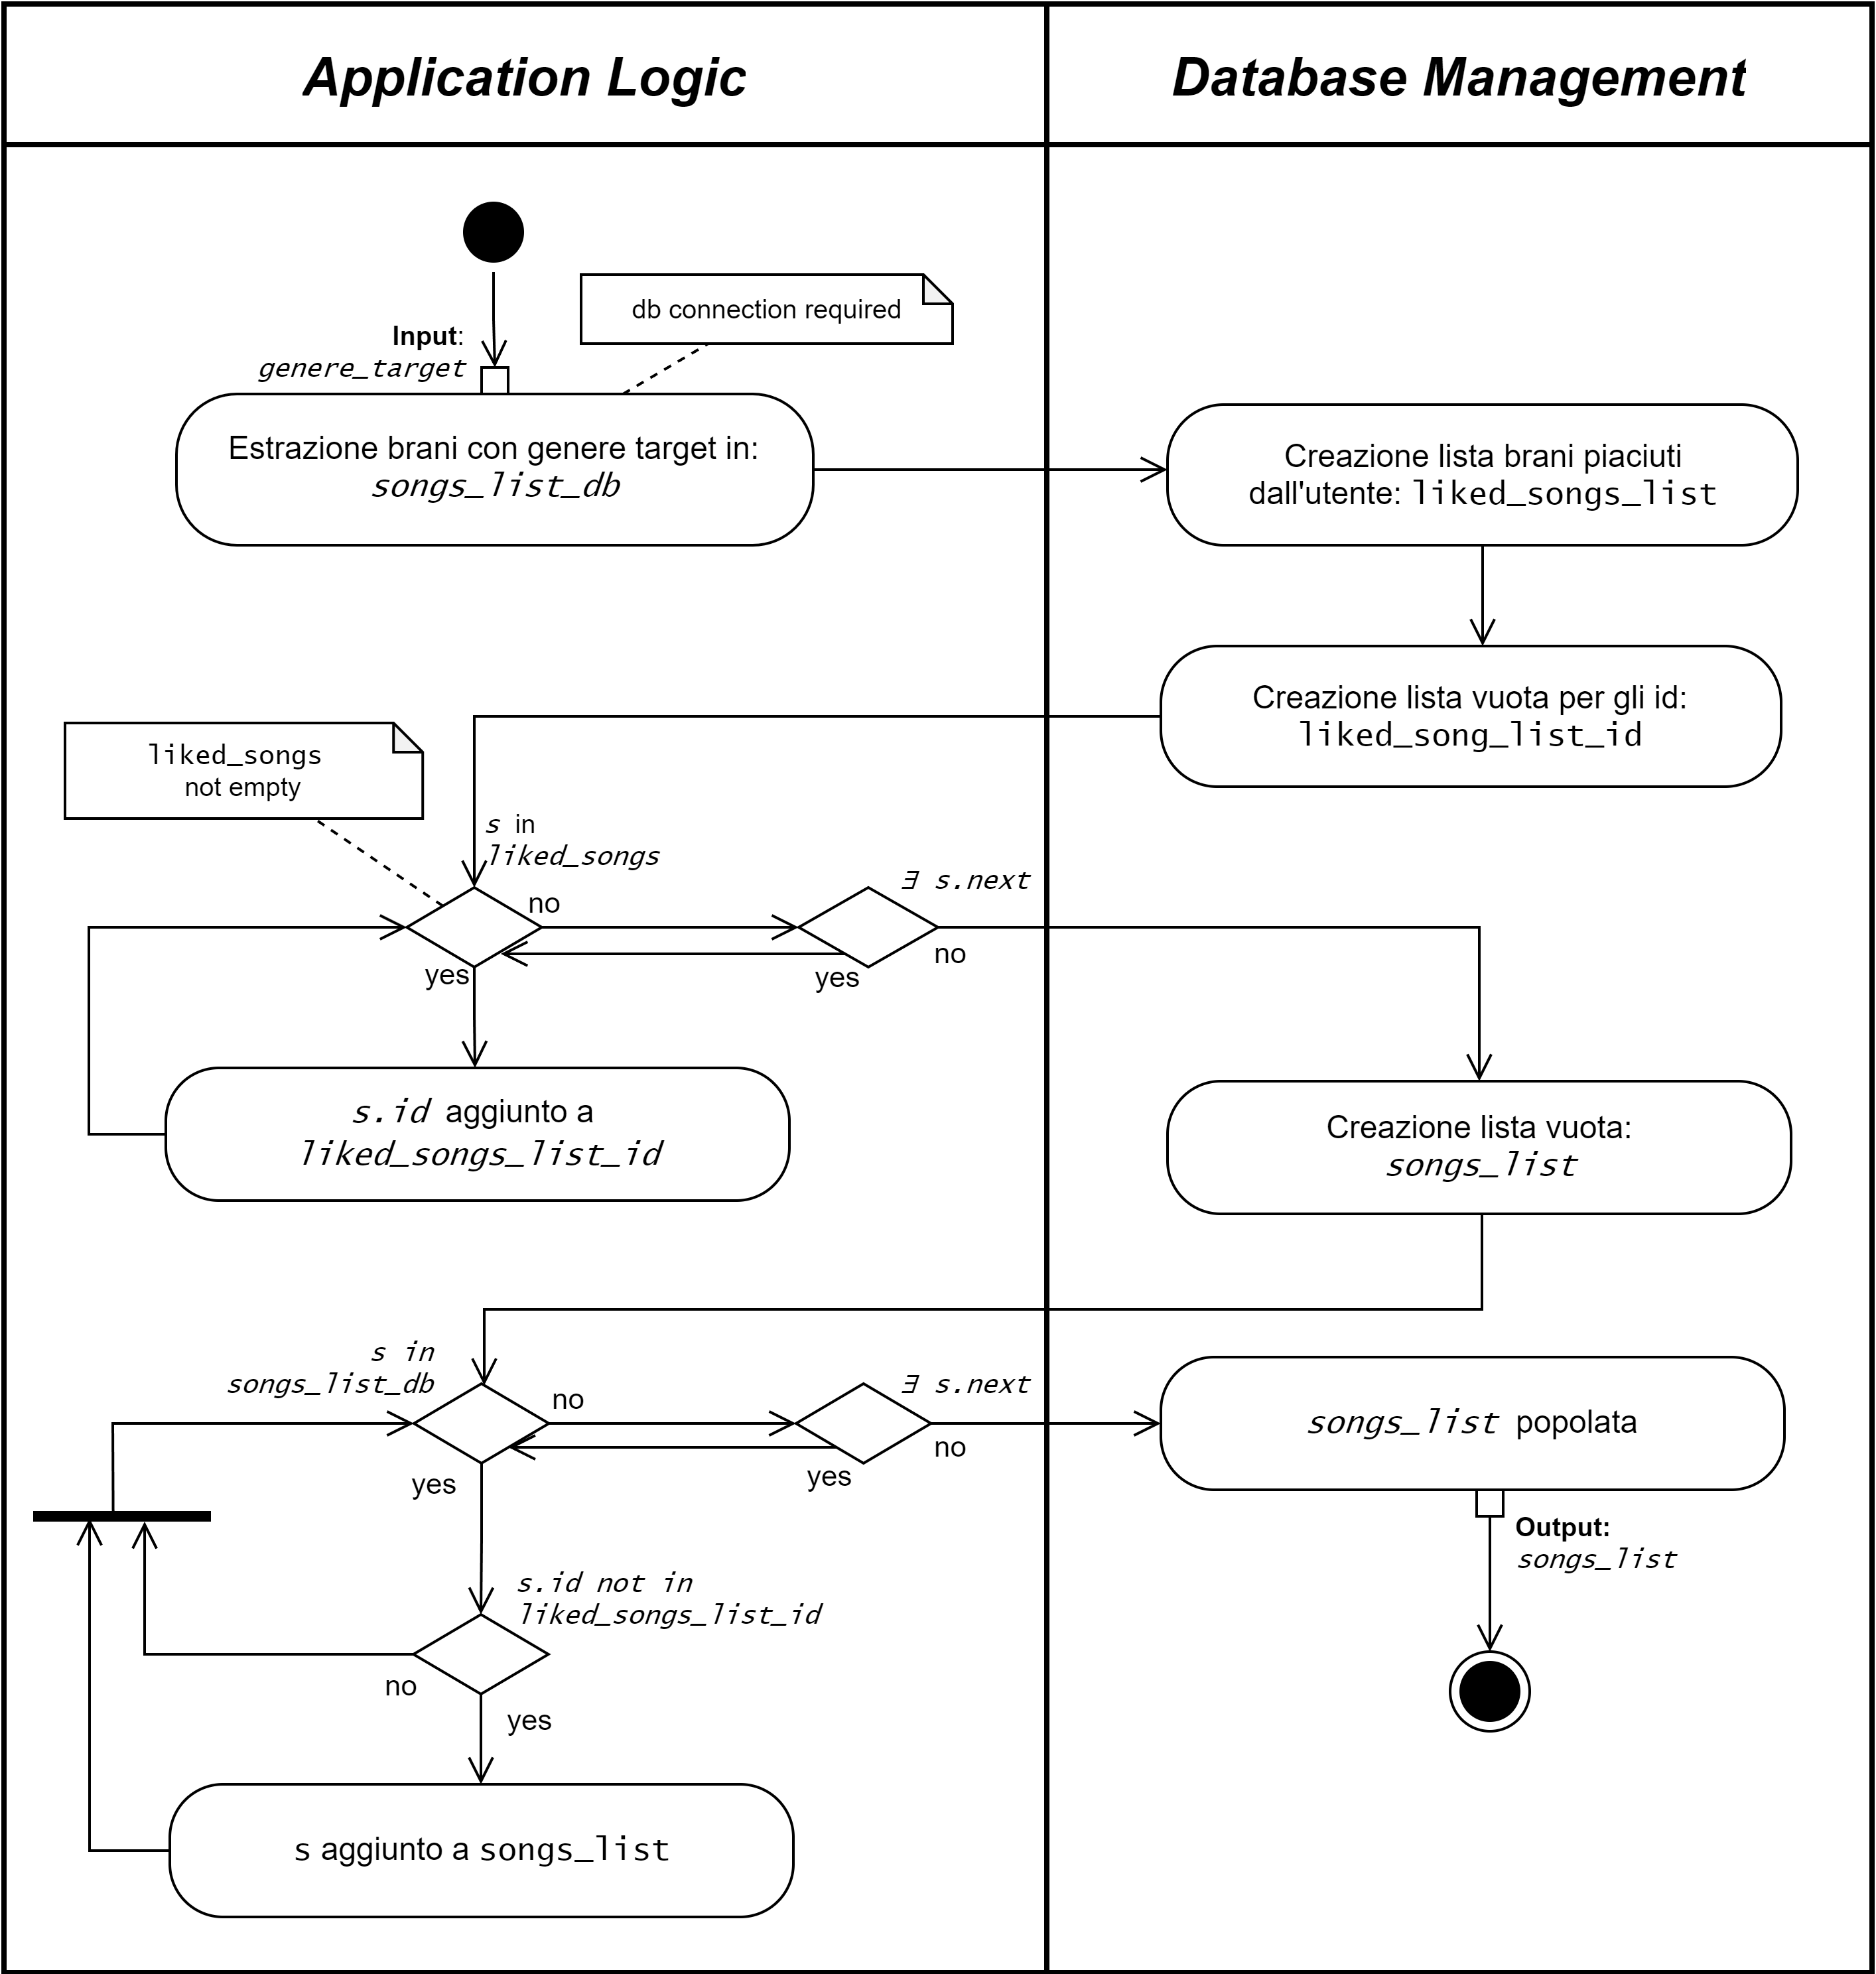 Application Logic
Database Management
db connection required
Input:
genere_target
Estrazione brani con genere target in:
songs_list_db
Creazione lista brani piaciuti
dall'utente: liked_songs_list
Creazione lista vuota per gli id:
liked_song_list_id
liked_songs
not empty
s in
liked_songs
∃ s.next
no
no
yes
yes
s.id aggiunto a
liked_songs_list_id
Creazione lista vuota:
songs_list
s in
songs_list_db
∃ s.next
no
no
yes
yes
songs_list popolata
Output:
songs_list
s.id not in
liked_songs_list_id
no
yes
s aggiunto a songs_list